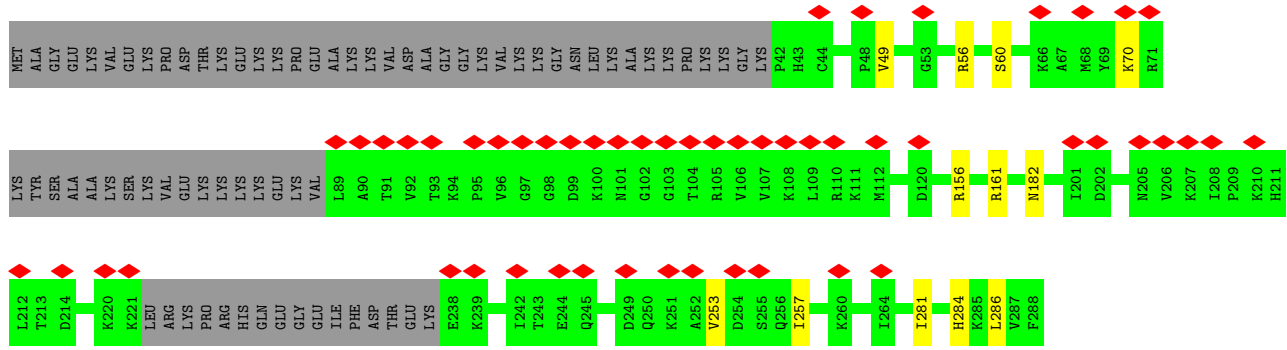 MET ALA GLY GLU LYS VAL GLU LYS PRO ASP THR LYS GLU LYS LYS PRO GLU ALA LYS LYS VAL ASP ALA GLY GLY LYS VAL LYS LYS GLY ASN LEU LYS ALA LYS LYS PRO LYS LYS GLY LYS P42 H43 C44 P48 V49 G53 R56 S60 K66 A67 M68 Y69 K70 R71
LYS TYR SER ALA ALA LYS SER LYS VAL GLU LYS LYS LYS LYS GLU LYS VAL L89 A90 T91 V92 T93 K94 P95 V96 G97 G98 D99 K100 N101 G102 G103 T104 R105 V106 V107 K108 L109 R110 K111 M112 D120 R156 R161 N182 I201 D202 N205 V206 K207 I208 P209 K210 H211
L212 T213 D214 K220 K221 LEU ARG LYS PRO ARG HIS GLN GLU GLY GLU ILE PHE ASP THR GLU LYS E238 K239 I242 T243 E244 Q245 D249 Q250 K251 A252 V253 D254 S255 Q256 I257 K260 I264 I281 H284 K285 L286 V287 F288